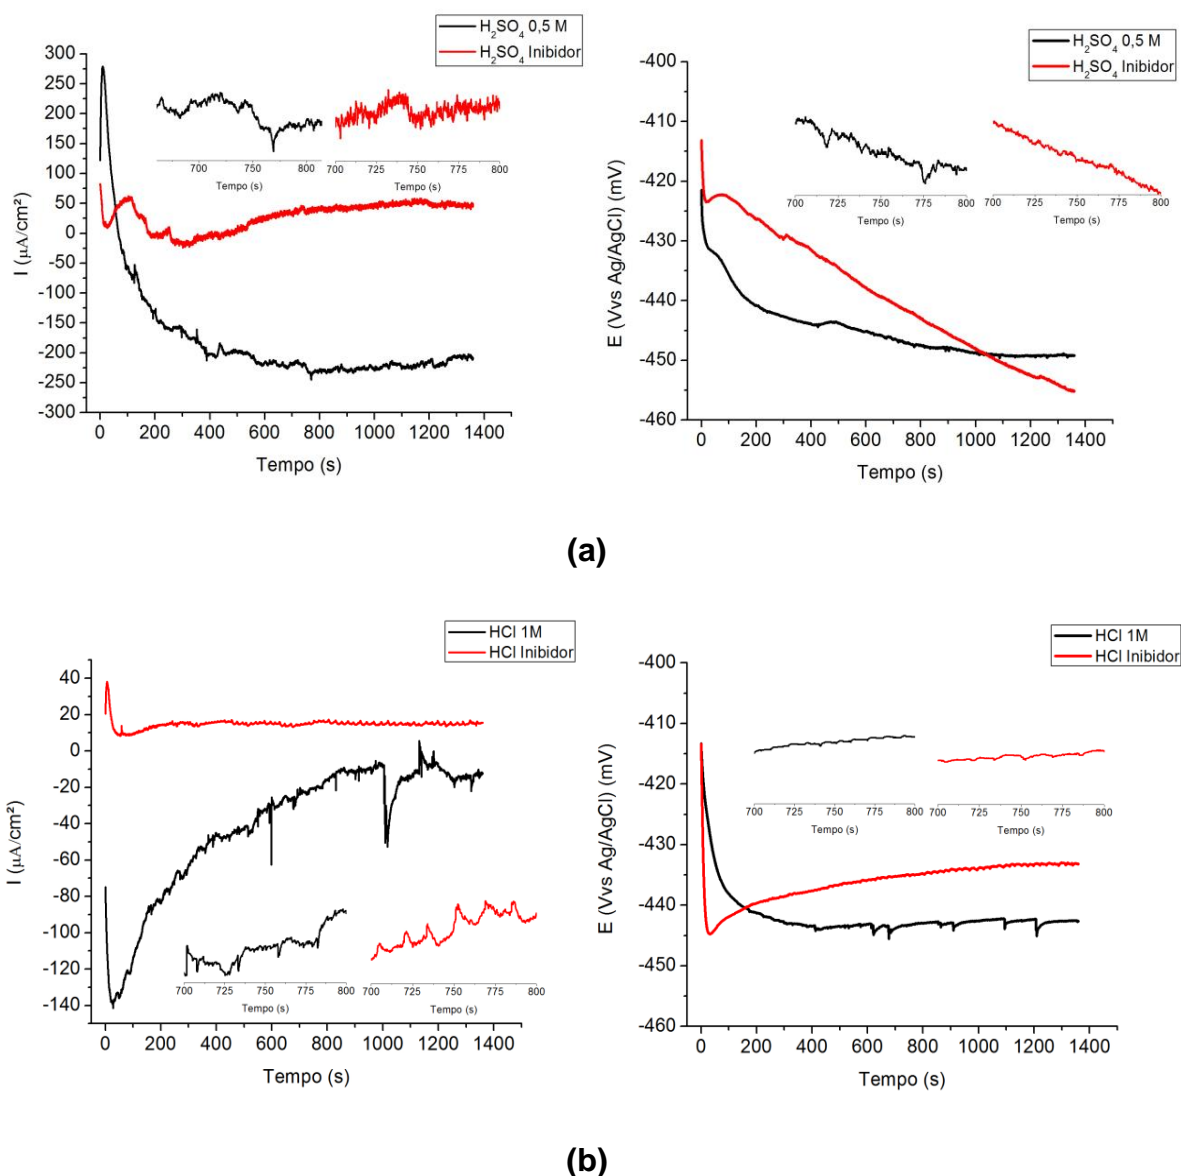 H₂SO₄ 0,5 M
H₂SO₄ Inibidor
300
250
200
150
100
50
0
-50
-100
-150
-200
-250
-300
I (µA/cm²)
700 750 800
Tempo (s)
700 725 750 775 800
Tempo (s)
0 200 400 600 800 1000 1200 1400
Tempo (s)
H₂SO₄ 0,5 M
H₂SO₄ Inibidor
-400
-410
-420
-430
-440
-450
-460
E (Vvs Ag/AgCl) (mV)
700 725 750 775 800
Tempo (s)
700 725 750 775 800
Tempo (s)
0 200 400 600 800 1000 1200 1400
Tempo (s)
(a)
HCl 1M
HCl Inibidor
40
20
0
-20
-40
-60
-80
-100
-120
-140
I (µA/cm²)
700 725 750 775 800
Tempo (s)
700 725 750 775 800
Tempo (s)
0 200 400 600 800 1000 1200 1400
Tempo (s)
HCl 1M
HCl Inibidor
-400
-410
-420
-430
-440
-450
-460
E (Vvs Ag/AgCl) (mV)
700 725 750 775 800
Tempo (s)
700 725 750 775 800
Tempo (s)
0 200 400 600 800 1000 1200 1400
Tempo (s)
(b)